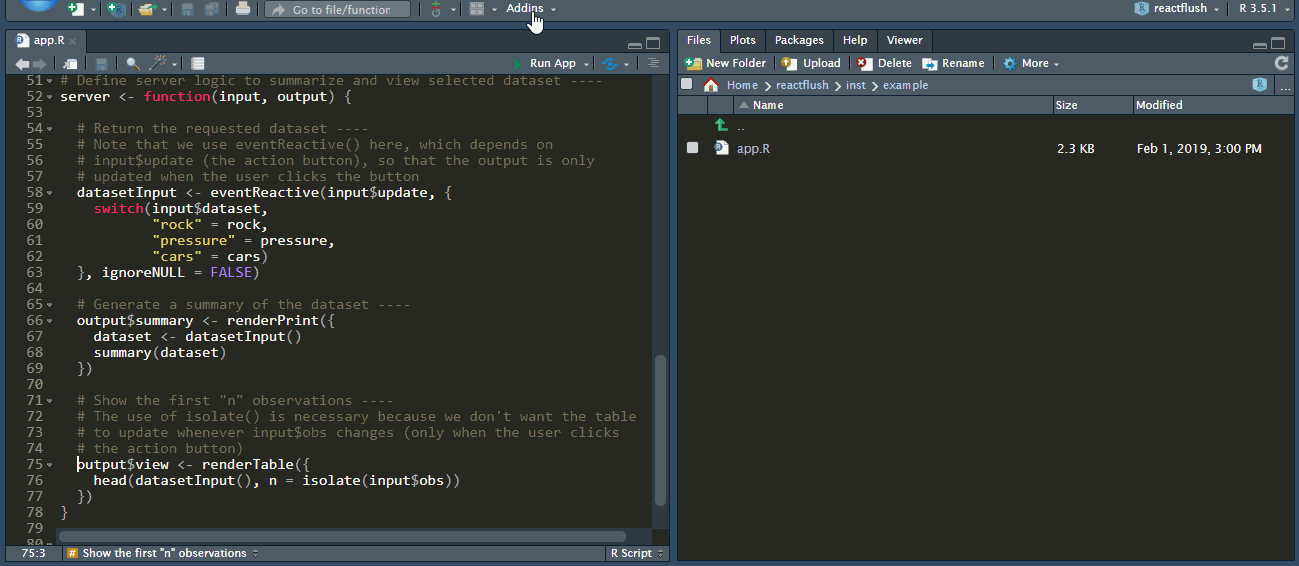 Go to file/function Addins reactflush R 3.5.1
app.R
Run App
51 # Define server logic to summarize and view selected dataset ----
52 server <- function(input, output) {
53
54 # Return the requested dataset ----
55 # Note that we use eventReactive() here, which depends on
56 # input$update (the action button), so that the output is only
57 # updated when the user clicks the button
58 datasetInput <- eventReactive(input$update, {
59 switch(input$dataset,
60 "rock" = rock,
61 "pressure" = pressure,
62 "cars" = cars)
63 }, ignoreNULL = FALSE)
64
65 # Generate a summary of the dataset ----
66 output$summary <- renderPrint({
67 dataset <- datasetInput()
68 summary(dataset)
69 })
70
71 # Show the first "n" observations ----
72 # The use of isolate() is necessary because we don't want the table
73 # to update whenever input$obs changes (only when the user clicks
74 # the action button)
75 output$view <- renderTable({
76 head(datasetInput(), n = isolate(input$obs))
77 })
78 }
79
80
75:3 # Show the first "n" observations R Script
Files Plots Packages Help Viewer
New Folder Upload Delete Rename More
Home > reactflush > inst > example ...
Name Size Modified
..
app.R 2.3 KB Feb 1, 2019, 3:00 PM